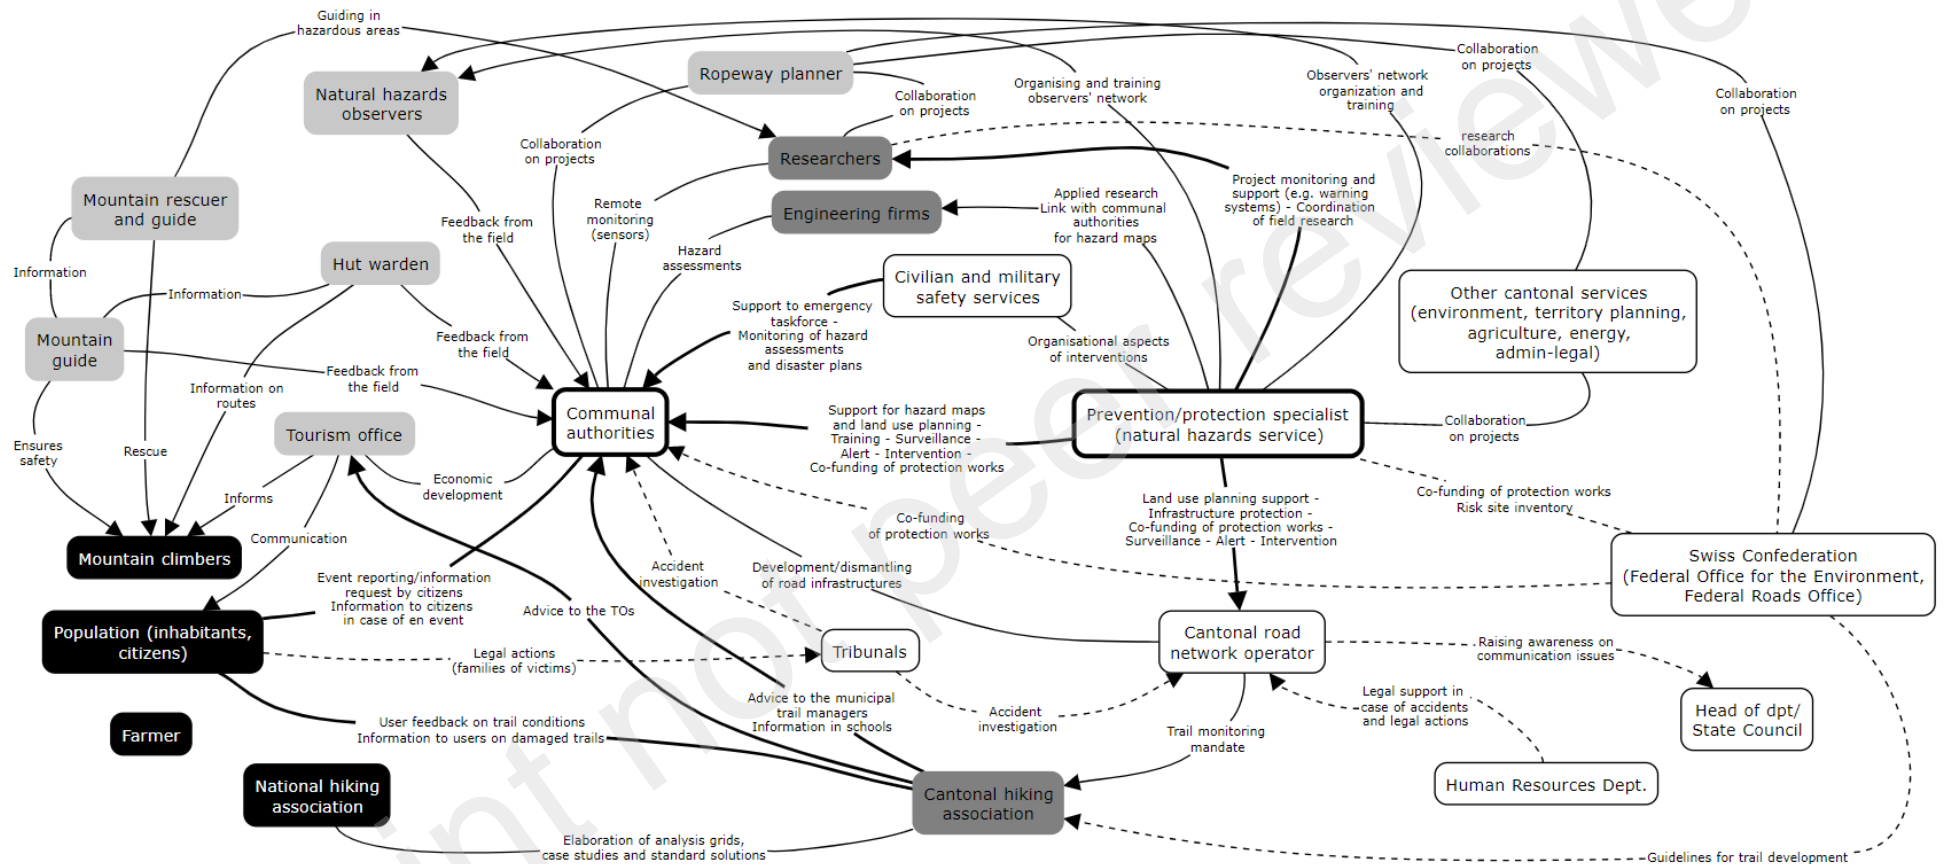 Guiding in
hazardous areas
Natural hazards
observers
Ropeway planner
Collaboration
on projects
Organising and training
observers' network
Observers' network
organization and
training
Collaboration
on projects
Collaboration
on projects
Collaboration
on projects
Researchers
research
collaborations
Mountain rescuer
and guide
Feedback from
the field
Remote
monitoring
(sensors)
Engineering firms
Applied research
Link with communal
authorities
for hazard maps
Project monitoring and
support (e.g. warning
systems) - Coordination
of field research
Hazard
assessments
Information
Hut warden
Information
Civilian and military
safety services
Other cantonal services
(environment, territory planning,
agriculture, energy,
admin-legal)
Support to emergency
taskforce -
Monitoring of hazard
assessments
and disaster plans
Organisational aspects
of interventions
Mountain
guide
Feedback from
the field
Feedback from
the field
Information on
routes
Communal
authorities
Support for hazard maps
and land use planning -
Training - Surveillance -
Alert - Intervention -
Co-funding of protection works
Prevention/protection specialist
(natural hazards service)
Collaboration
on projects
Tourism office
Ensures
safety
Rescue
Economic
development
Informs
Communication
Mountain climbers
Co-funding
of protection works
Land use planning support -
Infrastructure protection -
Co-funding of protection works -
Surveillance - Alert - Intervention
Co-funding of protection works
Risk site inventory
Swiss Confederation
(Federal Office for the Environment,
Federal Roads Office)
Event reporting/information
request by citizens
Information to citizens
in case of en event
Advice to the TOs
Accident
investigation
Development/dismantling
of road infrastructures
Population (inhabitants,
citizens)
Legal actions
(families of victims)
Tribunals
Cantonal road
network operator
Raising awareness on
communication issues
Head of dpt/
State Council
Legal support in
case of accidents
and legal actions
Human Resources Dept.
Farmer
User feedback on trail conditions
Information to users on damaged trails
Advice to the municipal
trail managers
Information in schools
Accident
investigation
Trail monitoring
mandate
National hiking
association
Cantonal hiking
association
Elaboration of analysis grids,
case studies and standard solutions
Guidelines for trail development
int not peer reviewe